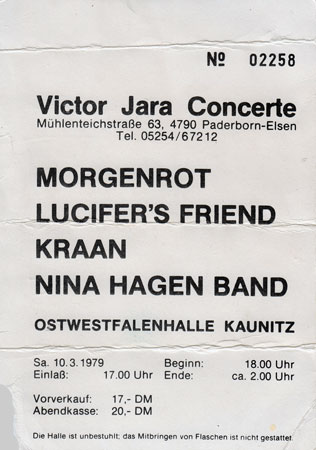 Nº 02258
Victor Jara Concerte
Mühlenteichstraße 63, 4790 Paderborn-Elsen
Tel. 05254/67212
MORGENROT
LUCIFER'S FRIEND
KRAAN
NINA HAGEN BAND
OSTWESTFALENHALLE KAUNITZ
Sa. 10.3.1979 Beginn: 18.00 Uhr
Einlaß: 17.00 Uhr Ende: ca. 2.00 Uhr
Vorverkauf: 17,- DM
Abendkasse: 20,- DM
Die Halle ist unbestuhlt; das Mitbringen von Flaschen ist nicht gestattet.